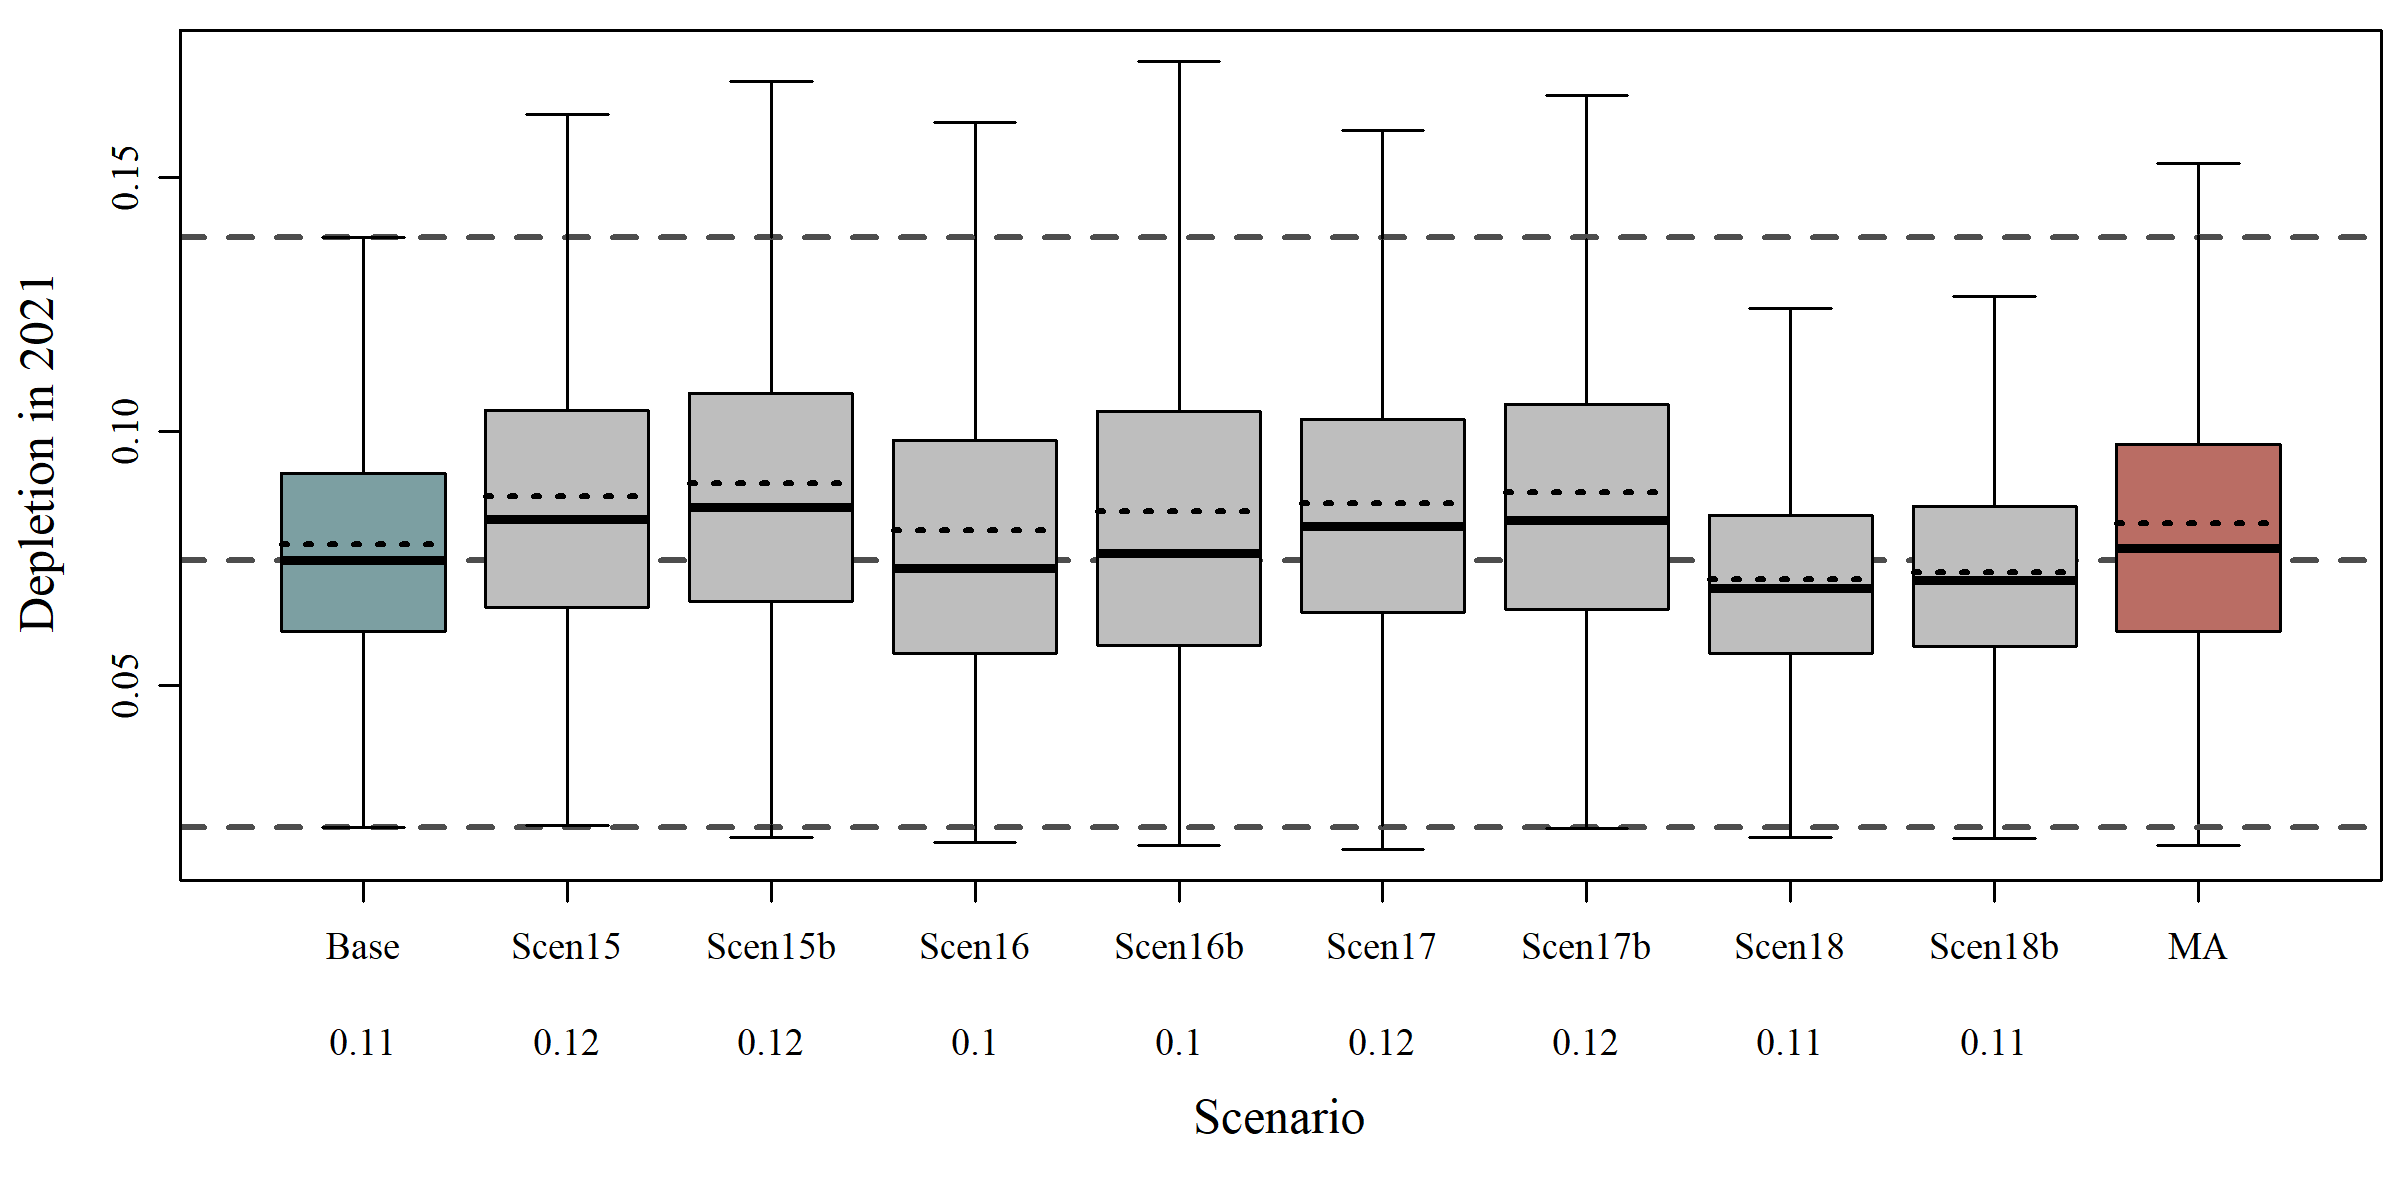 Depletion in 2021
0.15
0.10
0.05
Base Scen15 Scen15b Scen16 Scen16b Scen17 Scen17b Scen18 Scen18b MA
0.11 0.12 0.12 0.1 0.1 0.12 0.12 0.11 0.11
Scenario